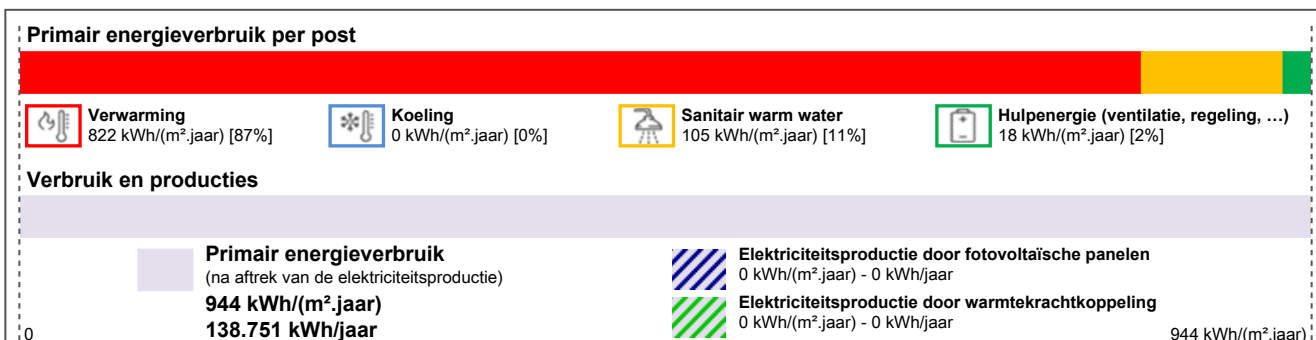 Primair energieverbruik per post
Verwarming
822 kWh/(m².jaar) [87%]
Koeling
0 kWh/(m².jaar) [0%]
Sanitair warm water
105 kWh/(m².jaar) [11%]
Hulpenergie (ventilatie, regeling, …)
18 kWh/(m².jaar) [2%]
Verbruik en producties
Primair energieverbruik
(na aftrek van de elektriciteitsproductie)
944 kWh/(m².jaar)
138.751 kWh/jaar
Elektriciteitsproductie door fotovoltaïsche panelen
0 kWh/(m².jaar) - 0 kWh/jaar
Elektriciteitsproductie door warmtekrachtkoppeling
0 kWh/(m².jaar) - 0 kWh/jaar
0
944 kWh/(m².jaar)